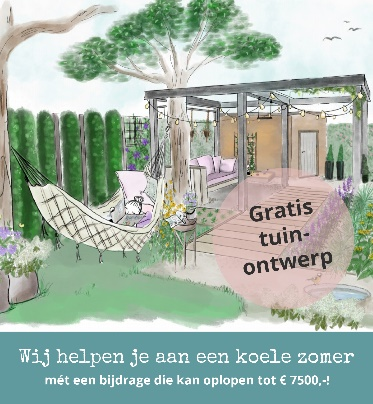 Gratis
tuin-
ontwerp
Wij helpen je aan een koele zomer
mét een bijdrage die kan oplopen tot € 7500,-!